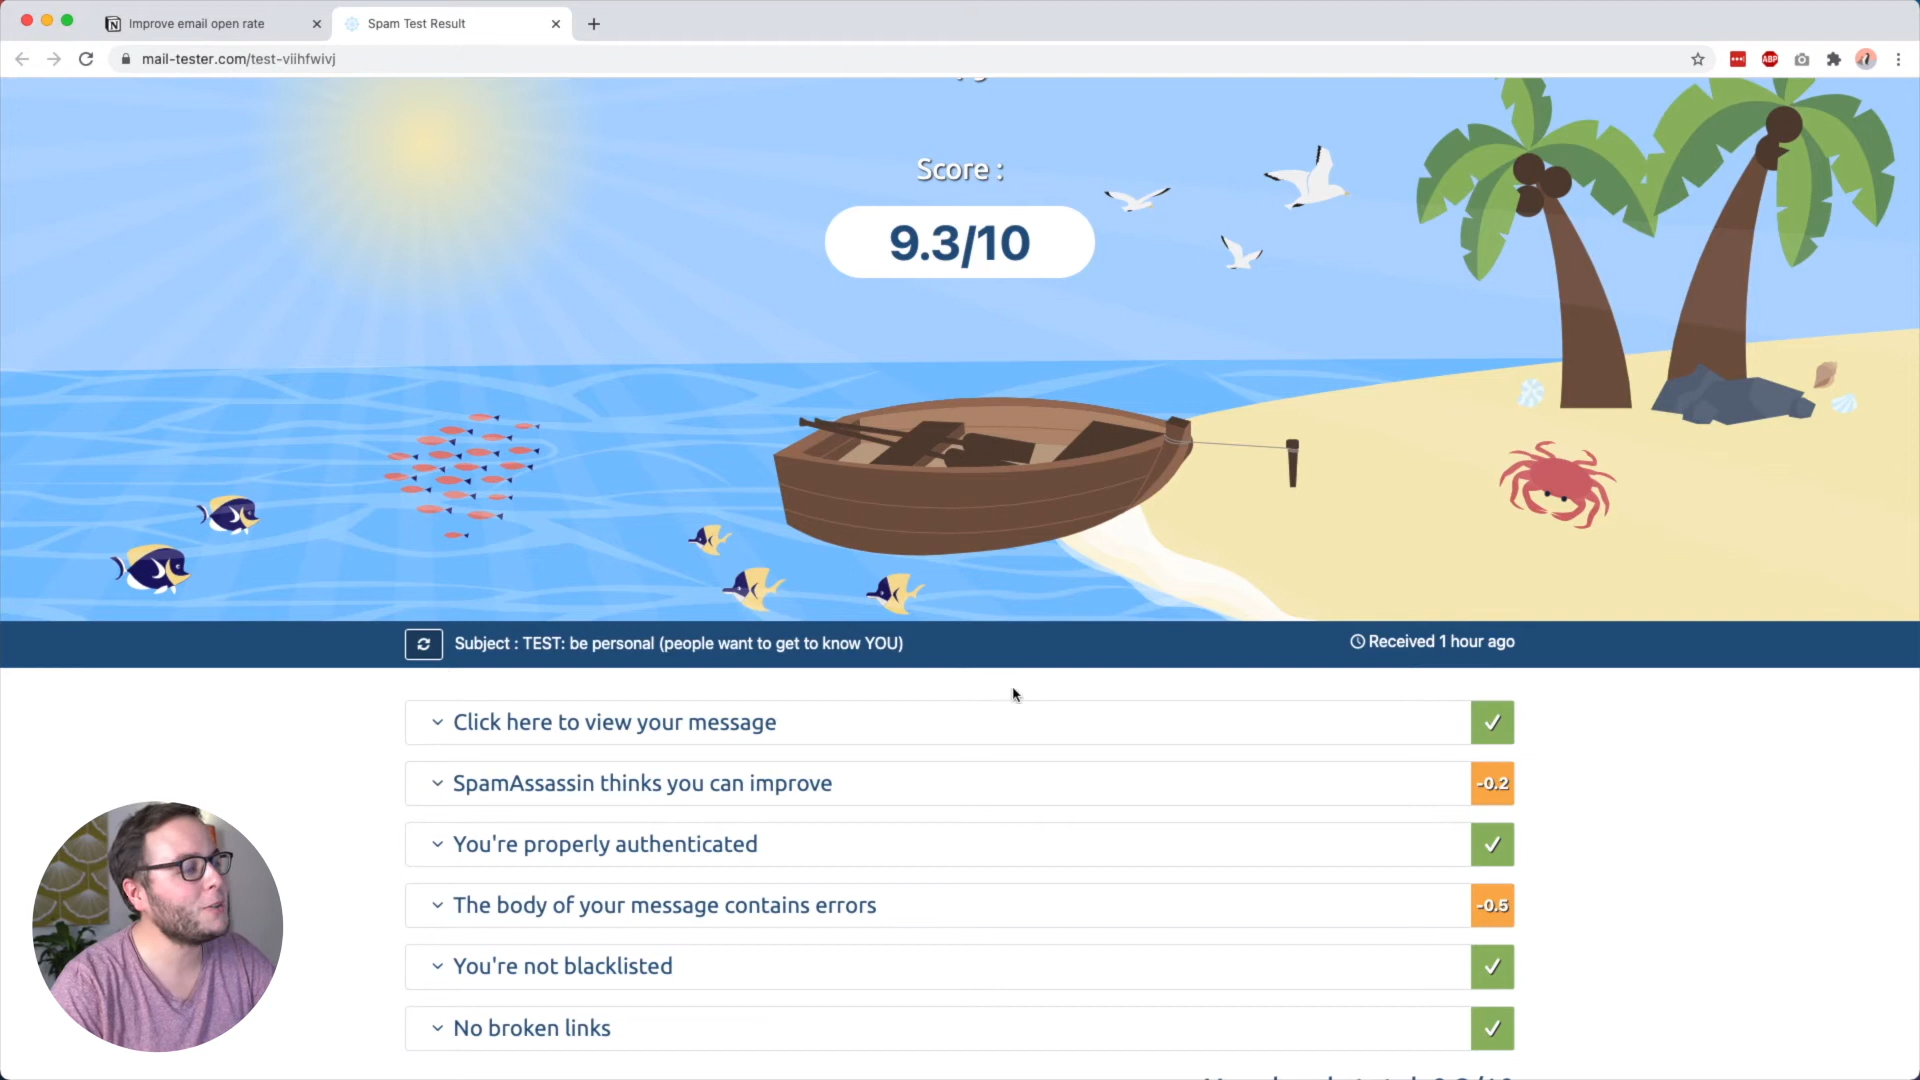 Improve email open rate
Spam Test Result
mail-tester.com/test-viihfwivj
ABP
Score :
9.3/10
Subject : TEST: be personal (people want to get to know YOU)
Received 1 hour ago
Click here to view your message
SpamAssassin thinks you can improve
-0.2
You're properly authenticated
The body of your message contains errors
-0.5
You're not blacklisted
No broken links